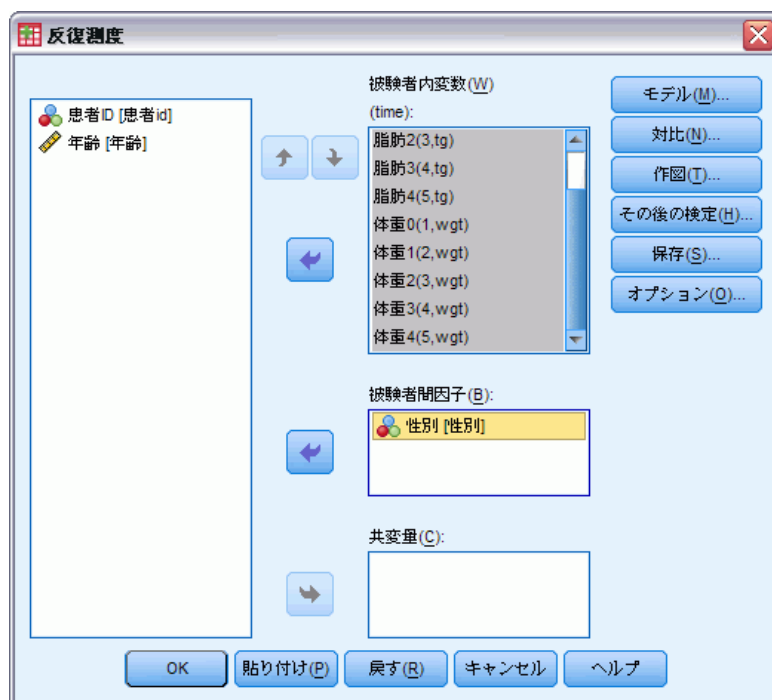 反復測度
患者ID [患者id]
年齢 [年齢]
被験者内変数(W)
(time):
脂肪2(3,tg)
脂肪3(4,tg)
脂肪4(5,tg)
体重0(1,wgt)
体重1(2,wgt)
体重2(3,wgt)
体重3(4,wgt)
体重4(5,wgt)
被験者間因子(B):
性別 [性別]
共変量(C):
モデル(M)...
対比(N)...
作図(T)...
その後の検定(H)...
保存(S)...
オプション(O)...
OK
貼り付け(P)
戻す(R)
キャンセル
ヘルプ